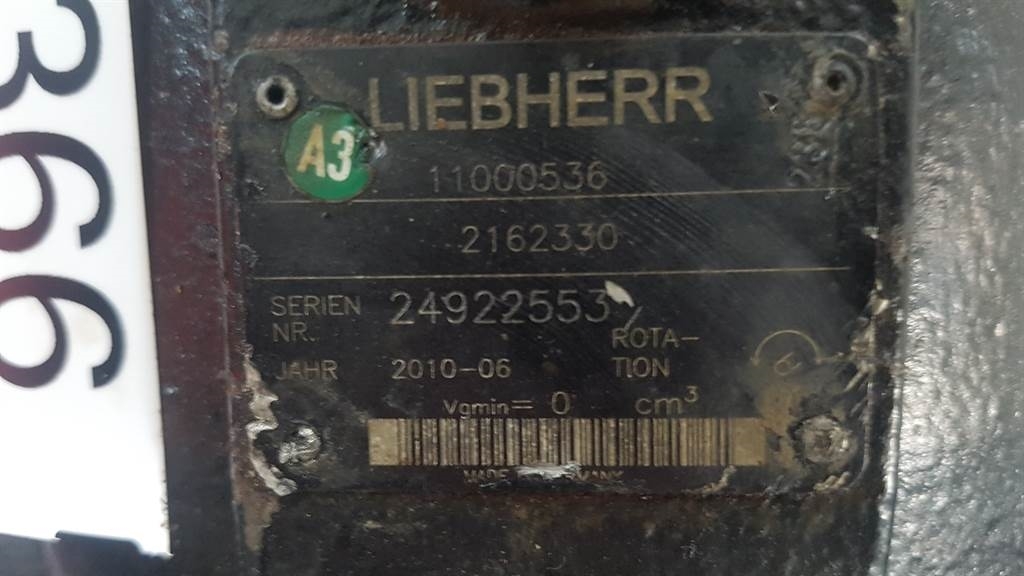 366
LIEBHERR
A3
11000536
2162330
SERIEN NR. 24922553
JAHR 2010-06
ROTA-
TION
Vgmin= 0 cm³